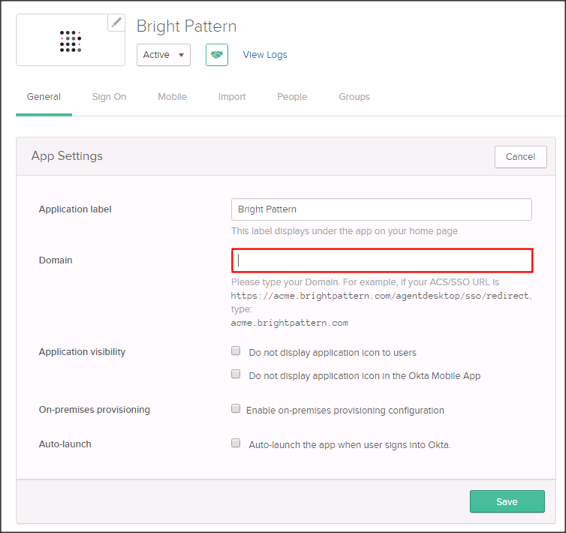 Bright Pattern
Active
View Logs
General Sign On Mobile Import People Groups
App Settings
Cancel
Application label
Bright Pattern
This label displays under the app on your home page
Domain
Please type your Domain. For example, if your ACS/SSO URL is
https://acme.brightpattern.com/agentdesktop/sso/redirect,
type:
acme.brightpattern.com
Application visibility
Do not display application icon to users
Do not display application icon in the Okta Mobile App
On-premises provisioning
Enable on-premises provisioning configuration
Auto-launch
Auto-launch the app when user signs into Okta.
Save